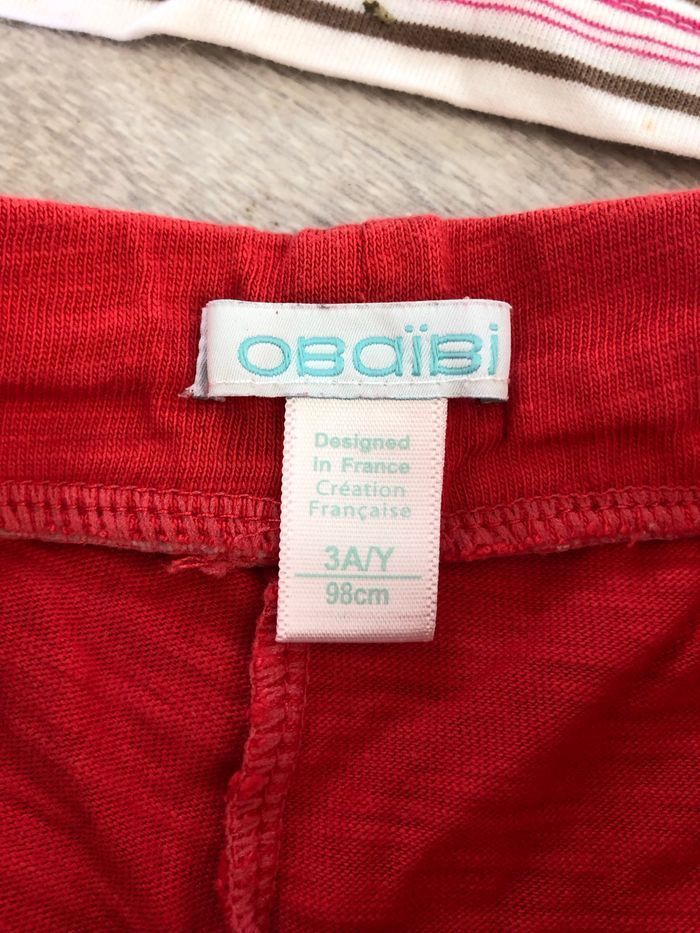 OBaïBi
Designed
in France
Création
Française
3A/Y
98cm